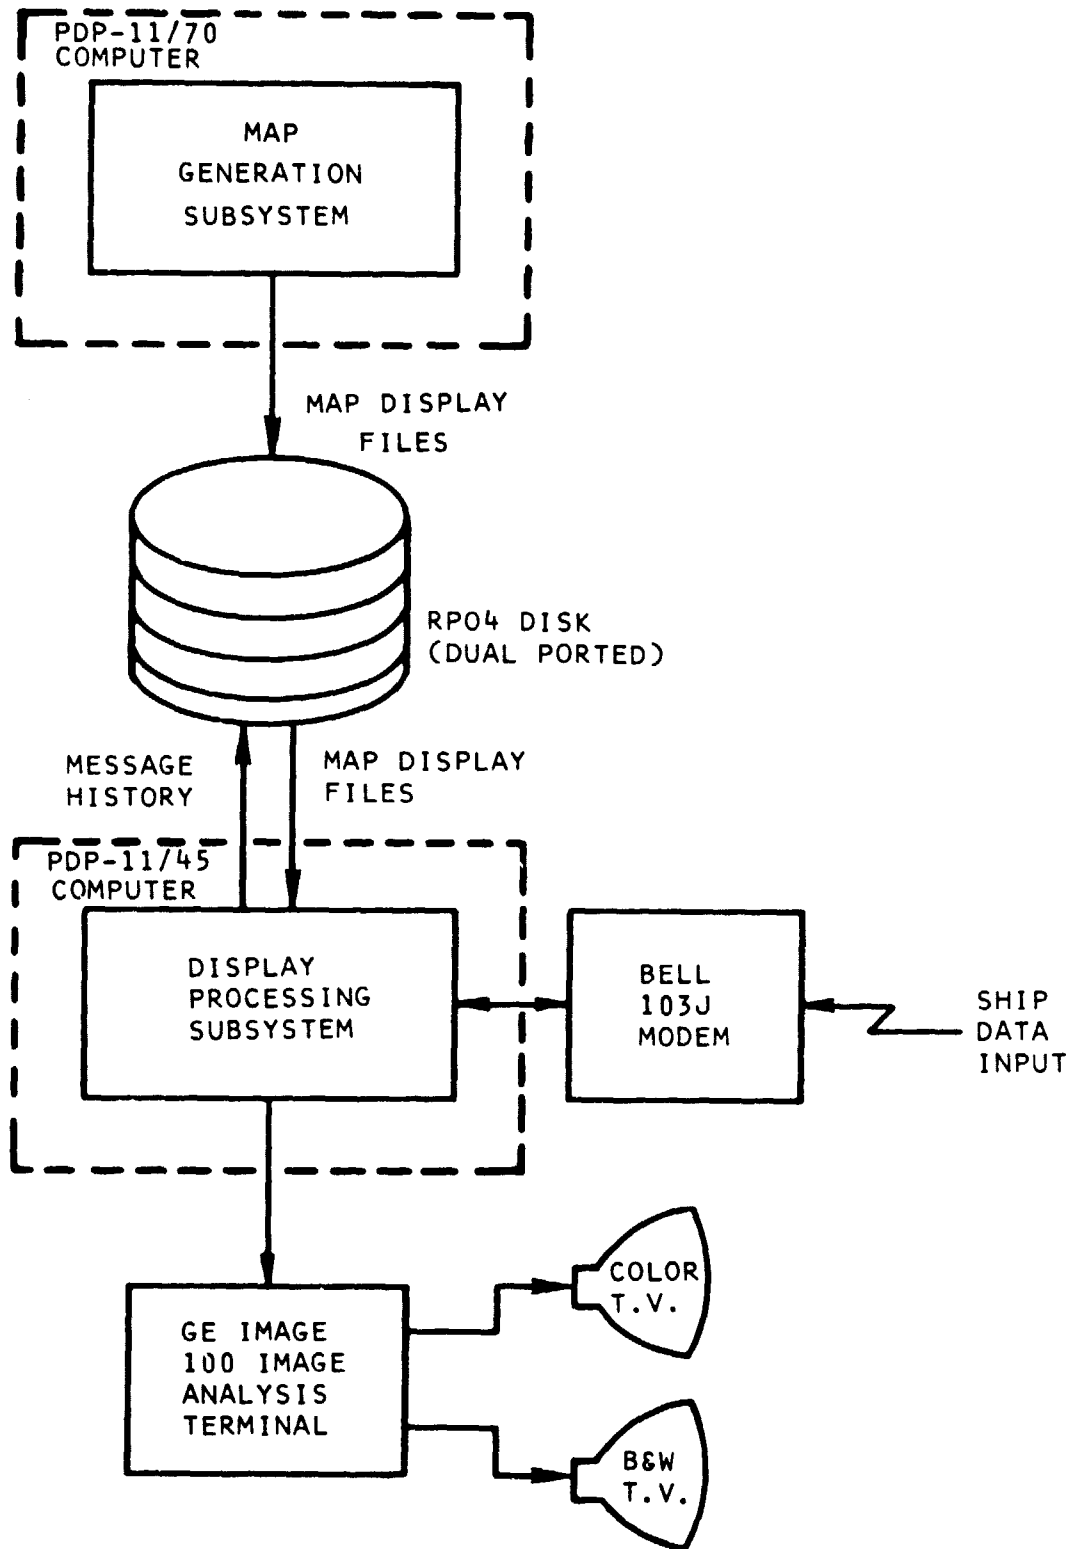 PDP-11/70
COMPUTER
MAP
GENERATION
SUBSYSTEM
MAP DISPLAY
FILES
RP04 DISK
(DUAL PORTED)
MESSAGE
HISTORY
MAP DISPLAY
FILES
PDP-11/45
COMPUTER
DISPLAY
PROCESSING
SUBSYSTEM
BELL
103J
MODEM
SHIP
DATA
INPUT
COLOR
T.V.
GE IMAGE
100 IMAGE
ANALYSIS
TERMINAL
B&W
T.V.